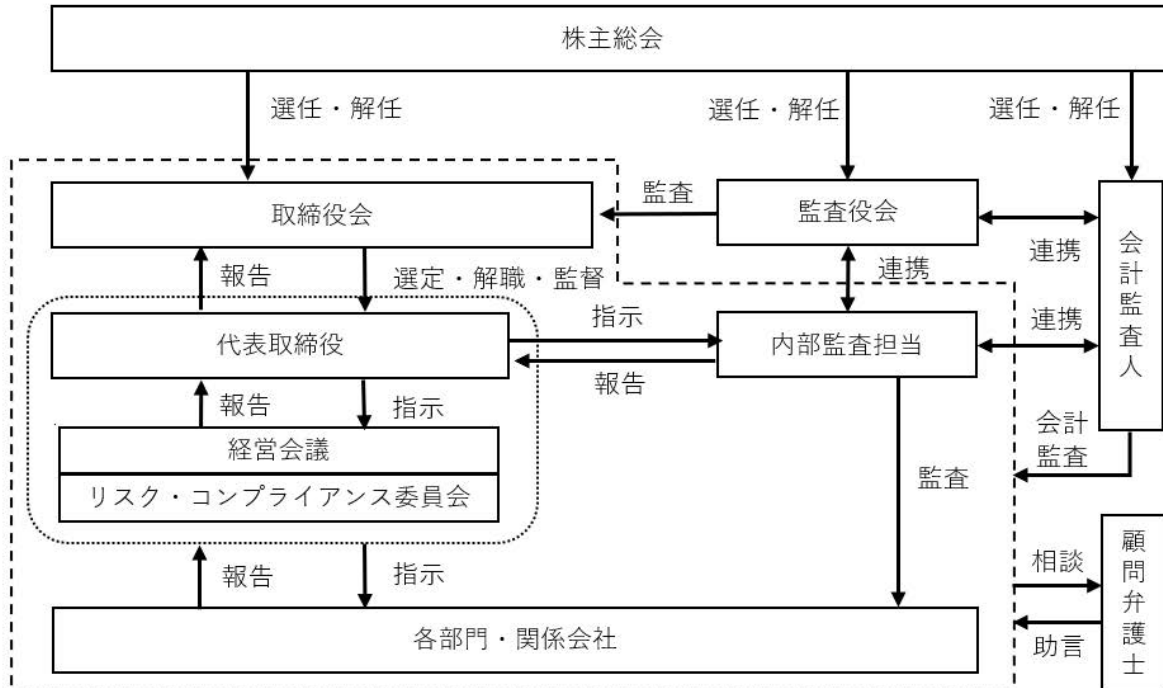 株主総会
選任・解任
選任・解任
選任・解任
取締役会
監査
監査役会
連携
会計監査人
報告
選定・解職・監督
連携
代表取締役
指示
報告
内部監査担当
連携
報告
指示
経営会議
リスク・コンプライアンス委員会
監査
会計
監査
報告
指示
相談
助言
顧問弁護士
各部門・関係会社